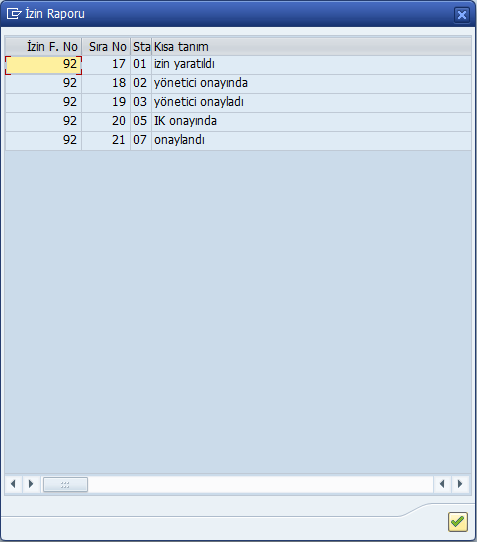 İzin Raporu
İzin F. No Sıra No Sta Kısa tanım
92 17 01 izin yaratıldı
92 18 02 yönetici onayında
92 19 03 yönetici onayladı
92 20 05 IK onayında
92 21 07 onaylandı